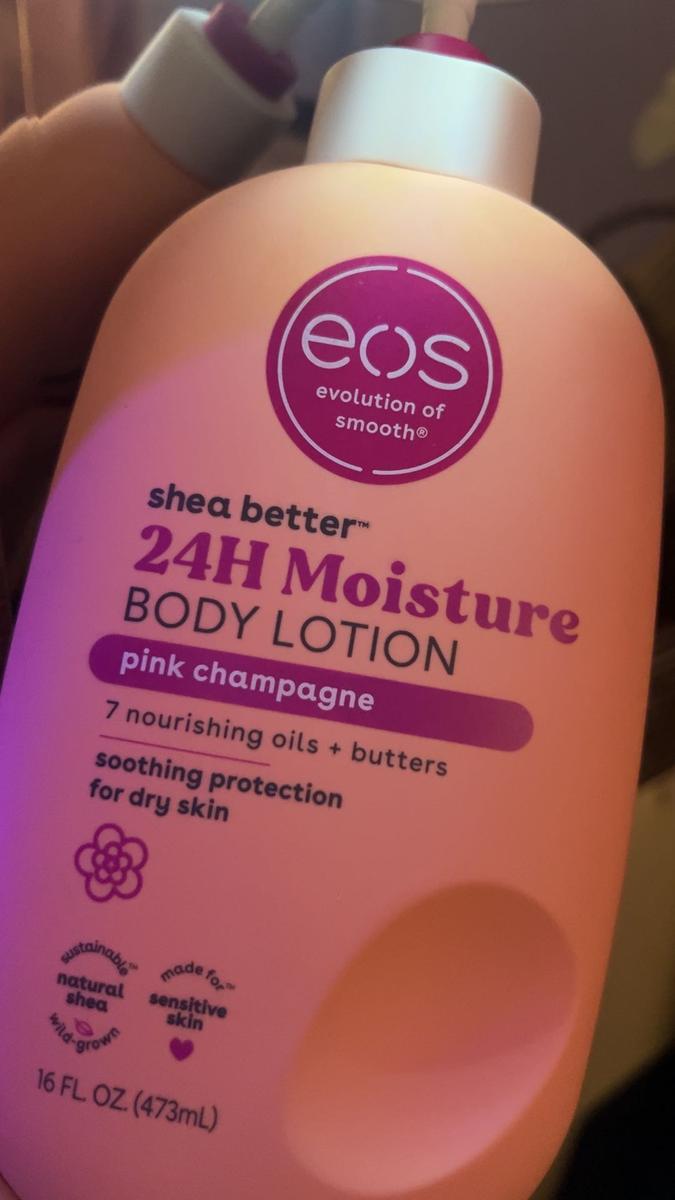 eos
evolution of
smooth®
shea better™
24H Moisture
BODY LOTION
pink champagne
7 nourishing oils + butters
soothing protection
for dry skin
sustainable™
natural
shea
wild-grown
made for™
sensitive
skin
16 FL. OZ. (473mL)